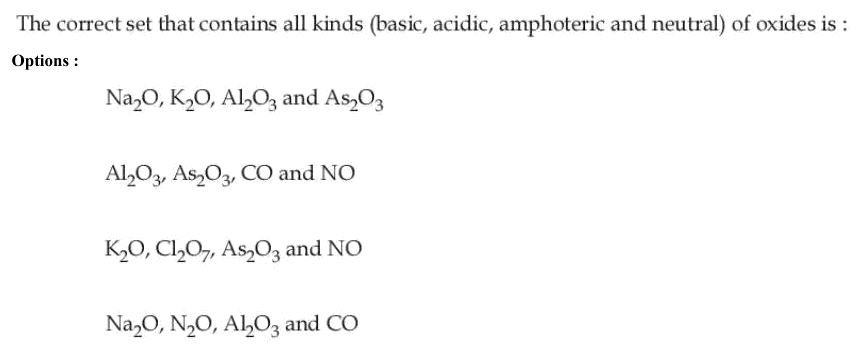 The correct set that contains all kinds (basic, acidic, amphoteric and neutral) of oxides is :
Options :
Na₂O, K₂O, Al₂O₃ and As₂O₃
Al₂O₃, As₂O₃, CO and NO
K₂O, Cl₂O₇, As₂O₃ and NO
Na₂O, N₂O, Al₂O₃ and CO